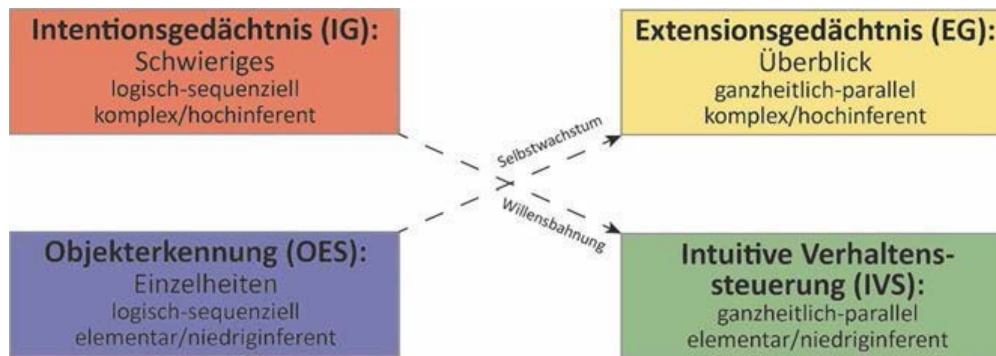 Intentionsgedächtnis (IG):
Schwieriges
logisch-sequenziell
komplex/hochinferent
Extensionsgedächtnis (EG):
Überblick
ganzheitlich-parallel
komplex/hochinferent
Selbstwachstum
Willensbahnung
Objekterkennung (OES):
Einzelheiten
logisch-sequenziell
elementar/niedriginferent
Intuitive Verhaltens-
steuerung (IVS):
ganzheitlich-parallel
elementar/niedriginferent